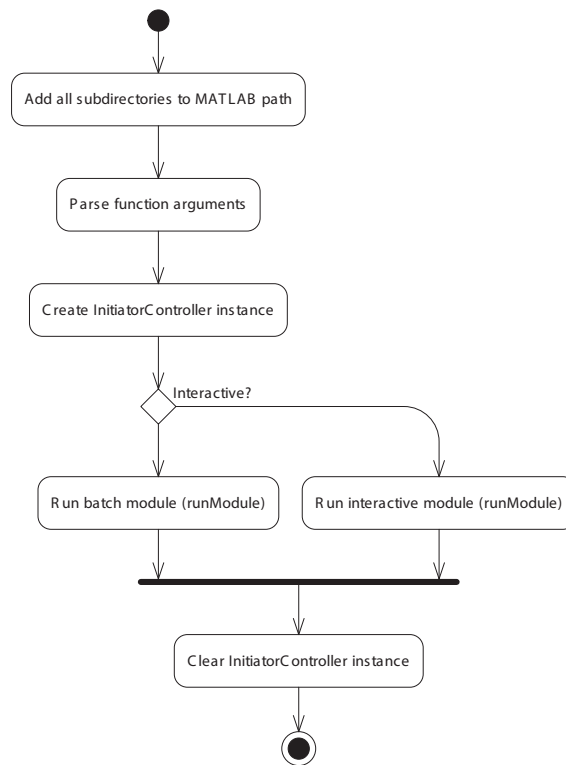 Add all subdirectories to MATLAB path
Parse function arguments
Create InitiatorController instance
Interactive?
Run batch module (runModule)
Run interactive module (runModule)
Clear InitiatorController instance